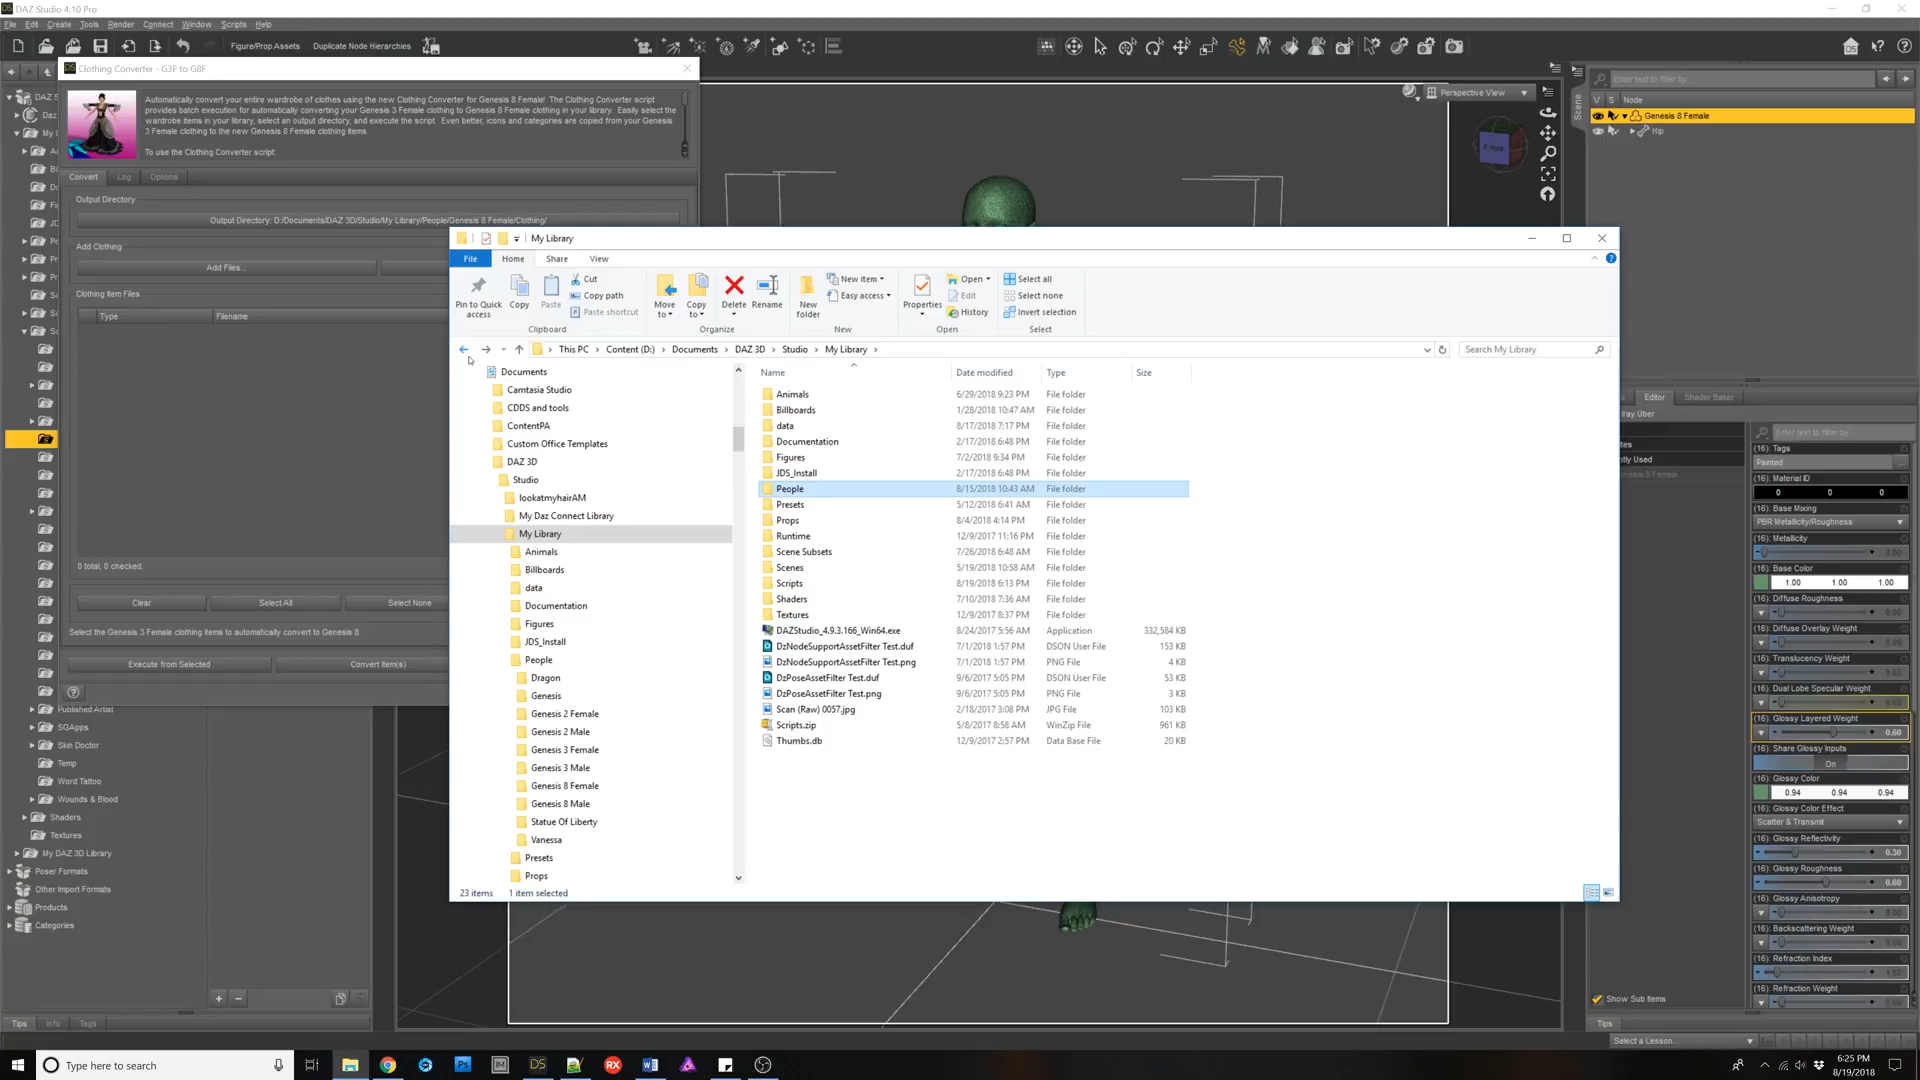 DAZ Studio 4.10 Pro
File Edit Create Tools Render Connect Window Scripts Help
Figure/Prop Assets Duplicate Node Hierarchies
Clothing Converter - G3F to G8F
Automatically convert your entire wardrobe of clothes using the new Clothing Converter for Genesis 8 Female! The Clothing Converter script
provides batch execution for automatically converting your Genesis 3 Female clothing to Genesis 8 Female clothing in your library. Easily select the
wardrobe items in your library, select an output directory, and execute the script. Even better, icons and categories are copied from your Genesis
3 Female clothing to the new Genesis 8 Female clothing items.
To use the Clothing Converter script:
Convert Log Options
Output Directory
Output Directory: D:/Documents/DAZ 3D/Studio/My Library/People/Genesis 8 Female/Clothing/
Add Clothing
Add Files...
Clothing Item Files
Type Filename
0 total, 0 checked.
Clear Select All Select None
Select the Genesis 3 Female clothing items to automatically convert to Genesis 8
Execute from Selected Convert Item(s)
Published Artist
SGApps
Skin Doctor
Temp
Word Tattoo
Wounds & Blood
Shaders
Textures
My DAZ 3D Library
Poser Formats
Other Import Formats
Products
Categories
Tips Info Tags
My Library
File Home Share View
Pin to Quick access
Copy
Paste
Cut
Copy path
Paste shortcut
Clipboard
Move to
Copy to
Delete
Rename
Organize
New folder
New item
Easy access
New
Properties
Open
Edit
History
Open
Select all
Select none
Invert selection
Select
This PC Content (D:) Documents DAZ 3D Studio My Library
Search My Library
Documents
Camtasia Studio
CDDS and tools
ContentPA
Custom Office Templates
DAZ 3D
Studio
lookatmyhairAM
My Daz Connect Library
My Library
Animals
Billboards
data
Documentation
Figures
JDS_Install
People
Dragon
Genesis
Genesis 2 Female
Genesis 2 Male
Genesis 3 Female
Genesis 3 Male
Genesis 8 Female
Genesis 8 Male
Statue Of Liberty
Vanessa
Presets
Props
Name Date modified Type Size
Animals 6/29/2018 9:23 PM File folder
Billboards 1/28/2018 10:47 AM File folder
data 8/17/2018 7:17 PM File folder
Documentation 2/17/2018 6:48 PM File folder
Figures 7/2/2018 9:34 PM File folder
JDS_Install 2/17/2018 6:48 PM File folder
People 8/15/2018 10:43 AM File folder
Presets 5/12/2018 6:41 AM File folder
Props 8/4/2018 4:14 PM File folder
Runtime 12/9/2017 11:16 PM File folder
Scene Subsets 7/26/2018 6:48 AM File folder
Scenes 5/19/2018 10:58 AM File folder
Scripts 8/19/2018 6:13 PM File folder
Shaders 7/10/2018 7:36 AM File folder
Textures 12/9/2017 8:37 PM File folder
DAZStudio_4.9.3.166_Win64.exe 8/24/2017 5:56 AM Application 332,584 KB
DzNodeSupportAssetFilter Test.duf 7/1/2018 1:57 PM DSON User File 153 KB
DzNodeSupportAssetFilter Test.png 7/1/2018 1:57 PM PNG File 4 KB
DzPoseAssetFilter Test.duf 9/6/2017 5:05 PM DSON User File 53 KB
DzPoseAssetFilter Test.png 9/6/2017 5:05 PM PNG File 3 KB
Scan (Raw) 0057.jpg 2/18/2017 3:08 PM JPG File 103 KB
Scripts.zip 5/8/2017 8:58 AM WinZip File 961 KB
Thumbs.db 12/9/2017 2:57 PM Data Base File 20 KB
23 items 1 item selected
Perspective View
Scene
Enter text to filter by...
V S Node
Genesis 8 Female
Hip
Editor Shader Baker
Iray Uber
Enter text to filter by...
(16): Tags
Painted
(16): Material ID
0 0 0
(16): Base Mixing
PBR Metallicity/Roughness
(16): Metallicity
0.00
(16): Base Color
1.00 1.00 1.00
(16): Diffuse Roughness
0.00
(16): Diffuse Overlay Weight
0.00
(16): Translucency Weight
0.00
(16): Dual Lobe Specular Weight
0.00
(16): Glossy Layered Weight
0.60
(16): Share Glossy Inputs
On
(16): Glossy Color
0.94 0.94 0.94
(16): Glossy Color Effect
Scatter & Transmit
(16): Glossy Reflectivity
0.30
(16): Glossy Roughness
0.60
(16): Glossy Anisotropy
0.00
(16): Backscattering Weight
0.00
(16): Refraction Index
(16): Refraction Weight
Show Sub Items
Tips
Select a Lesson...
Type here to search
6:25 PM
8/19/2018